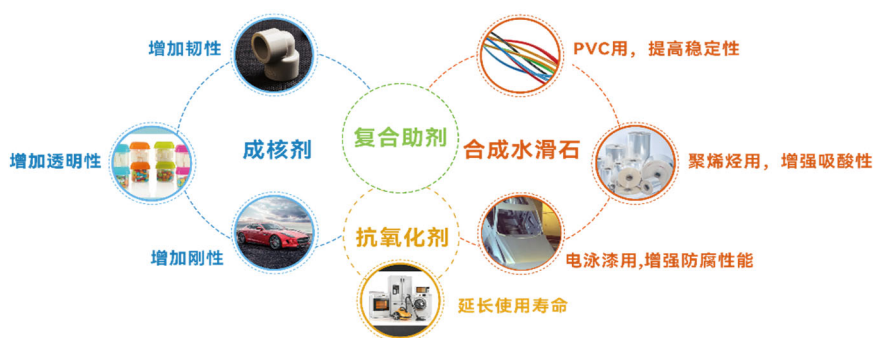 增加韧性
PVC用，提高稳定性
复合助剂
成核剂
合成水滑石
增加透明性
聚烯烃用，增强吸酸性
抗氧化剂
增加刚性
电泳漆用,增强防腐性能
延长使用寿命